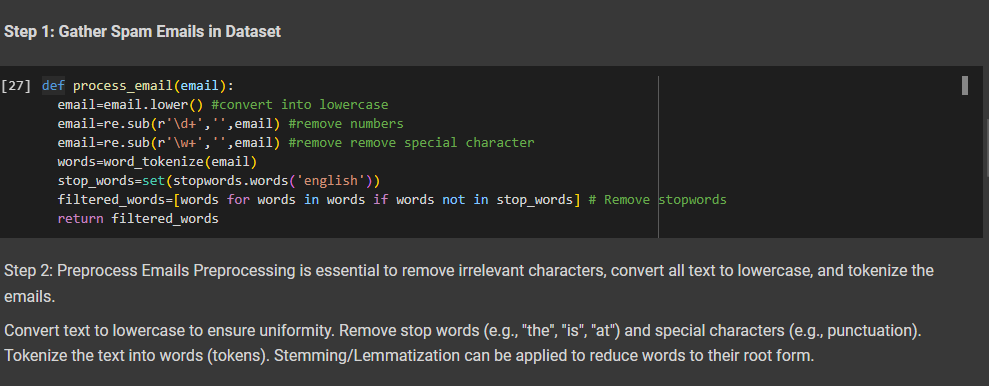 Step 1: Gather Spam Emails in Dataset
[27] def process_email(email):
email=email.lower() #convert into lowercase
email=re.sub(r'\d+','',email) #remove numbers
email=re.sub(r'\w+','',email) #remove remove special character
words=word_tokenize(email)
stop_words=set(stopwords.words('english'))
filtered_words=[words for words in words if words not in stop_words] # Remove stopwords
return filtered_words
Step 2: Preprocess Emails Preprocessing is essential to remove irrelevant characters, convert all text to lowercase, and tokenize the
emails.
Convert text to lowercase to ensure uniformity. Remove stop words (e.g., "the", "is", "at") and special characters (e.g., punctuation).
Tokenize the text into words (tokens). Stemming/Lemmatization can be applied to reduce words to their root form.